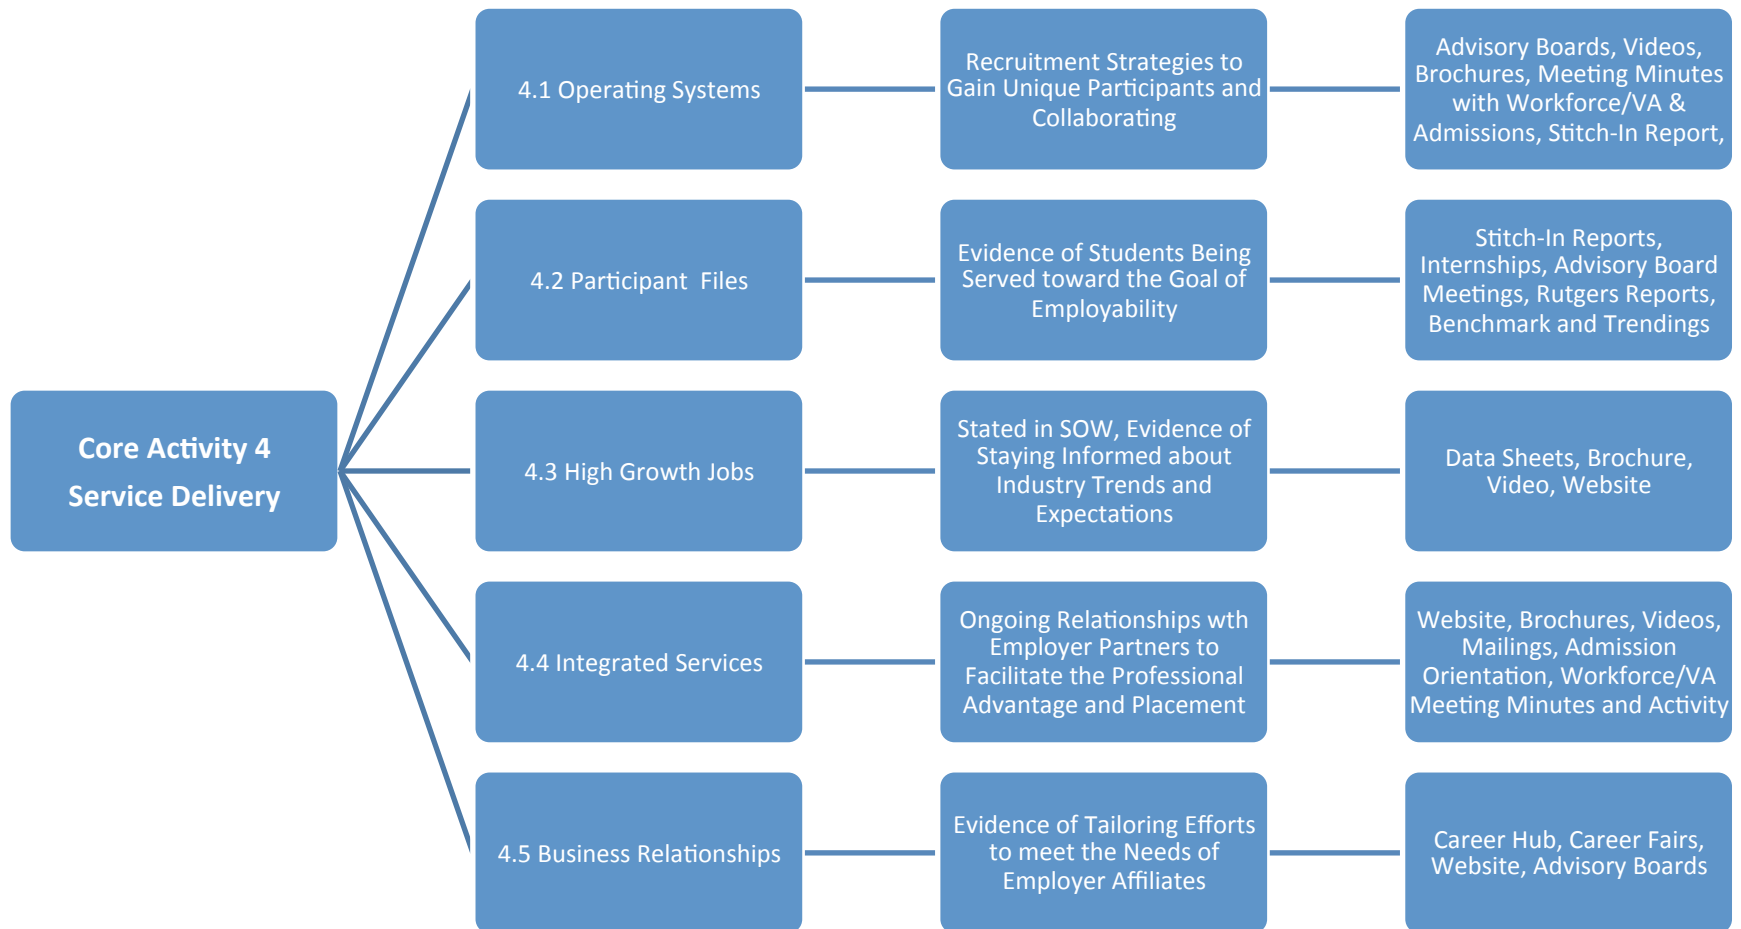 Core Activity 4
Service Delivery
4.1 Operating Systems
Recruitment Strategies to
Gain Unique Participants and
Collaborating
Advisory Boards, Videos,
Brochures, Meeting Minutes
with Workforce/VA &
Admissions, Stitch-In Report,
4.2 Participant  Files
Evidence of Students Being
Served toward the Goal of
Employability
Stitch-In Reports,
Internships, Advisory Board
Meetings, Rutgers Reports,
Benchmark and Trendings
4.3 High Growth Jobs
Stated in SOW, Evidence of
Staying Informed about
Industry Trends and
Expectations
Data Sheets, Brochure,
Video, Website
4.4 Integrated Services
Ongoing Relationships wth
Employer Partners to
Facilitate the Professional
Advantage and Placement
Website, Brochures, Videos,
Mailings, Admission
Orientation, Workforce/VA
Meeting Minutes and Activity
4.5 Business Relationships
Evidence of Tailoring Efforts
to meet the Needs of
Employer Affiliates
Career Hub, Career Fairs,
Website, Advisory Boards